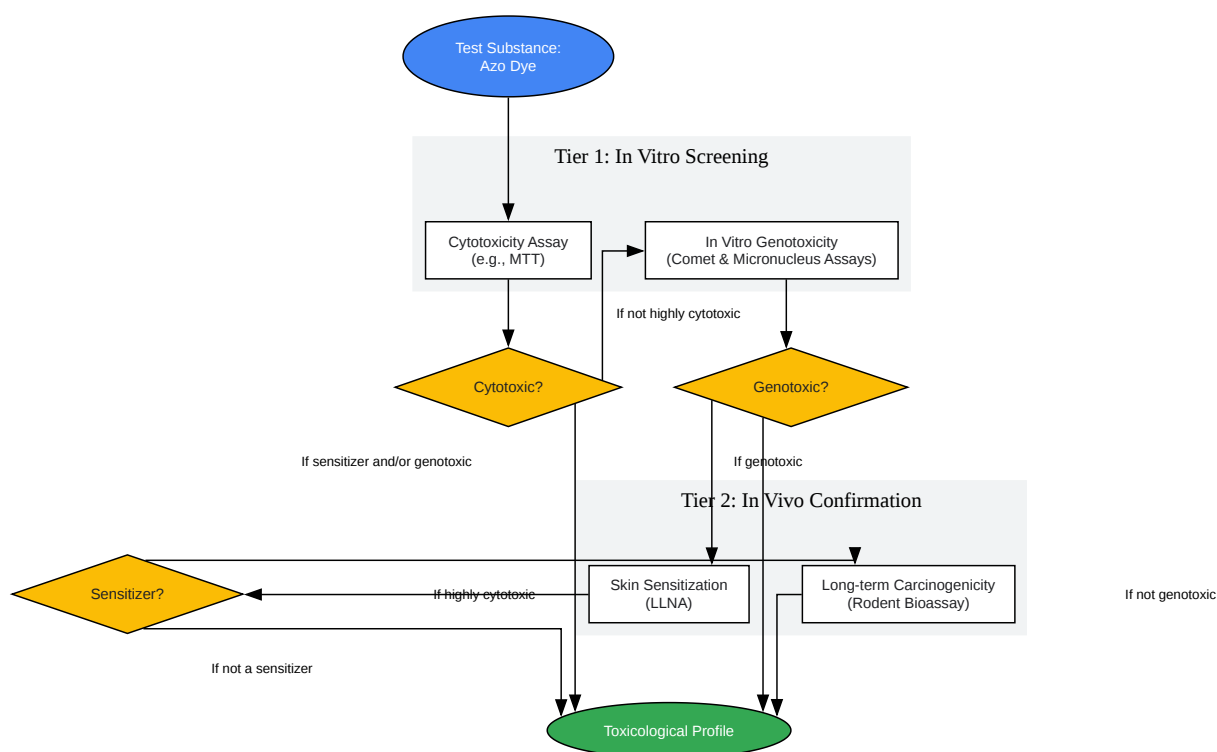 Test Substance:
Azo Dye
Tier 1: In Vitro Screening
Cytotoxicity Assay
(e.g., MTT)
In Vitro Genotoxicity
(Comet & Micronucleus Assays)
If not highly cytotoxic
Cytotoxic?
Genotoxic?
If sensitizer and/or genotoxic
If genotoxic
Tier 2: In Vivo Confirmation
Sensitizer?
If highly cytotoxic
Skin Sensitization
(LLNA)
Long-term Carcinogenicity
(Rodent Bioassay)
If not genotoxic
If not a sensitizer
Toxicological Profile